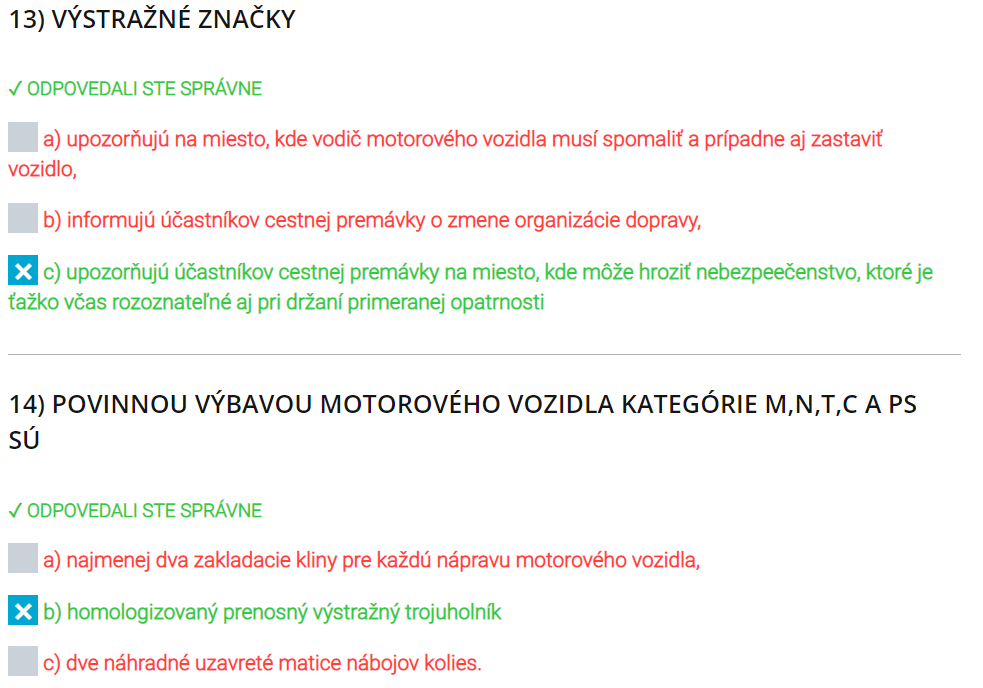 13) VÝSTRAŽNÉ ZNAČKY
✓ ODPOVEDALI STE SPRÁVNE
a) upozorňujú na miesto, kde vodič motorového vozidla musí spomaliť a prípadne aj zastaviť
vozidlo,
b) informujú účastníkov cestnej premávky o zmene organizácie dopravy,
c) upozorňujú účastníkov cestnej premávky na miesto, kde môže hroziť nebezpeečenstvo, ktoré je
ťažko včas rozoznateľné aj pri držaní primeranej opatrnosti
14) POVINNOU VÝBAVOU MOTOROVÉHO VOZIDLA KATEGÓRIE M,N,T,C A PS
SÚ
✓ ODPOVEDALI STE SPRÁVNE
a) najmenej dva zakladacie kliny pre každú nápravu motorového vozidla,
b) homologizovaný prenosný výstražný trojuholník
c) dve náhradné uzavreté matice nábojov kolies.